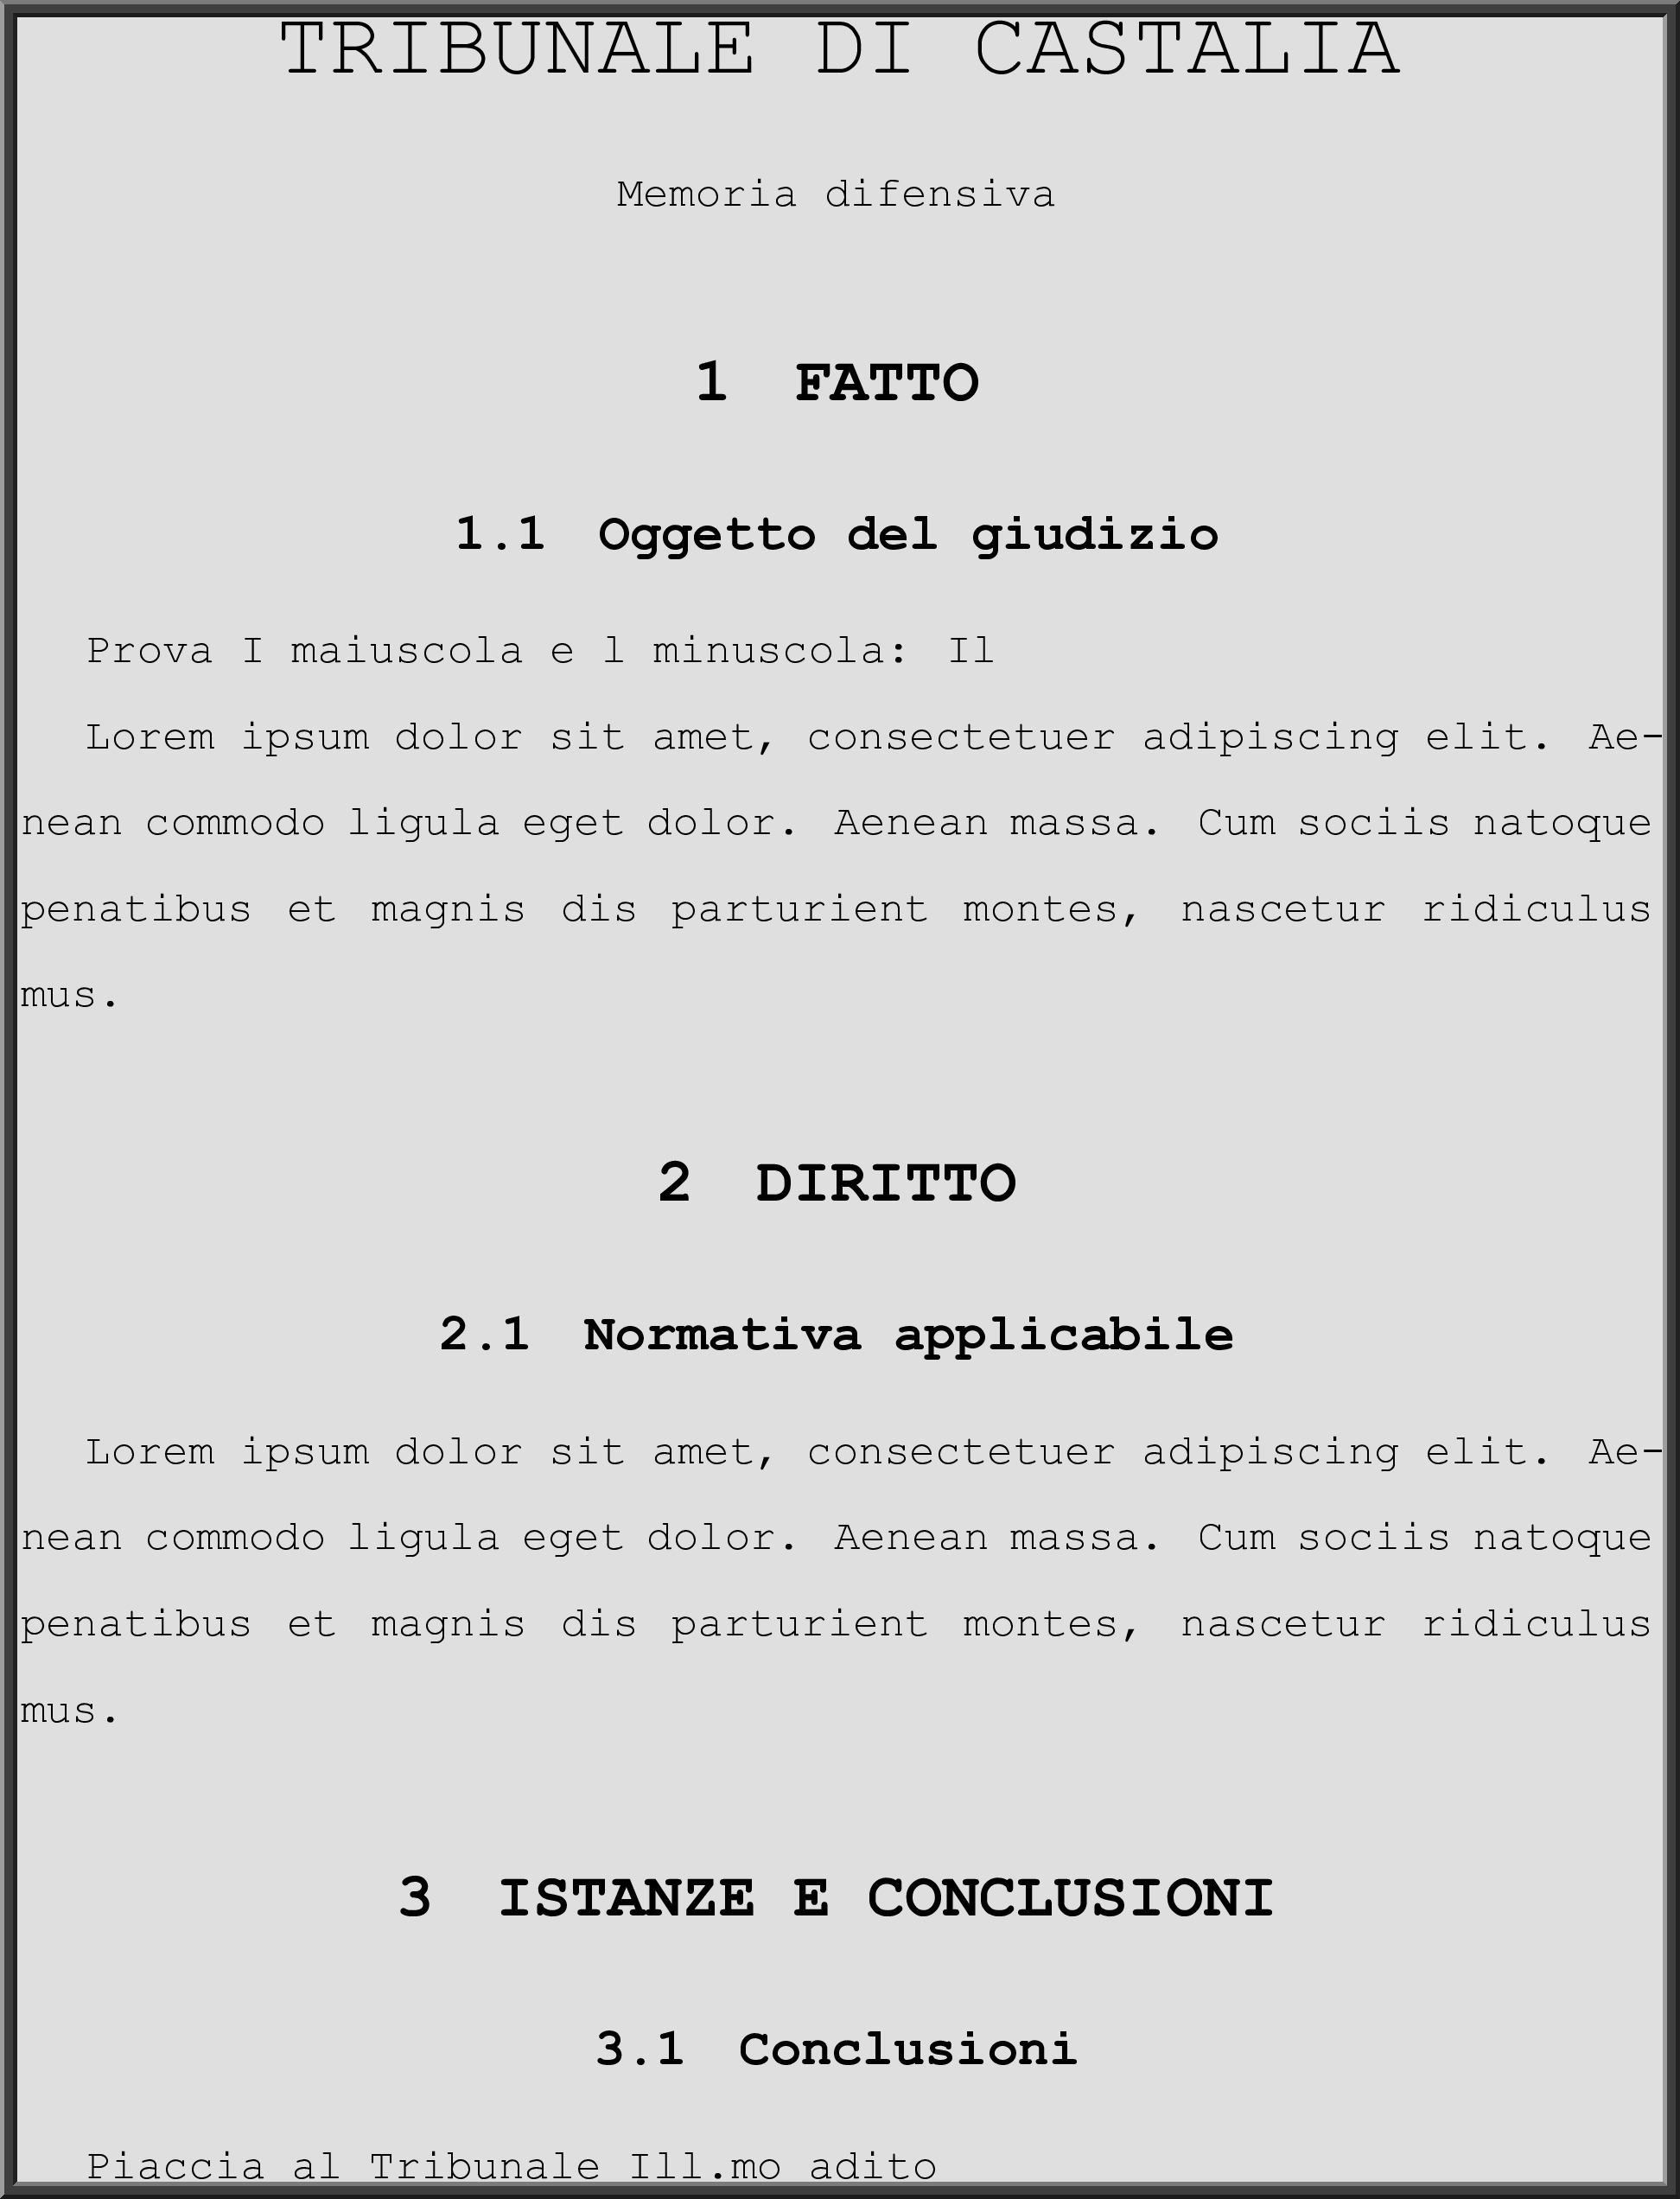 TRIBUNALE DI CASTALIA
Memoria difensiva
1 FATTO
1.1 Oggetto del giudizio
Prova I maiuscola e l minuscola: Il
Lorem ipsum dolor sit amet, consectetuer adipiscing elit. Ae-
nean commodo ligula eget dolor. Aenean massa. Cum sociis natoque
penatibus et magnis dis parturient montes, nascetur ridiculus
mus.
2 DIRITTO
2.1 Normativa applicabile
Lorem ipsum dolor sit amet, consectetuer adipiscing elit. Ae-
nean commodo ligula eget dolor. Aenean massa. Cum sociis natoque
penatibus et magnis dis parturient montes, nascetur ridiculus
mus.
3 ISTANZE E CONCLUSIONI
3.1 Conclusioni
Piaccia al Tribunale Ill.mo adito